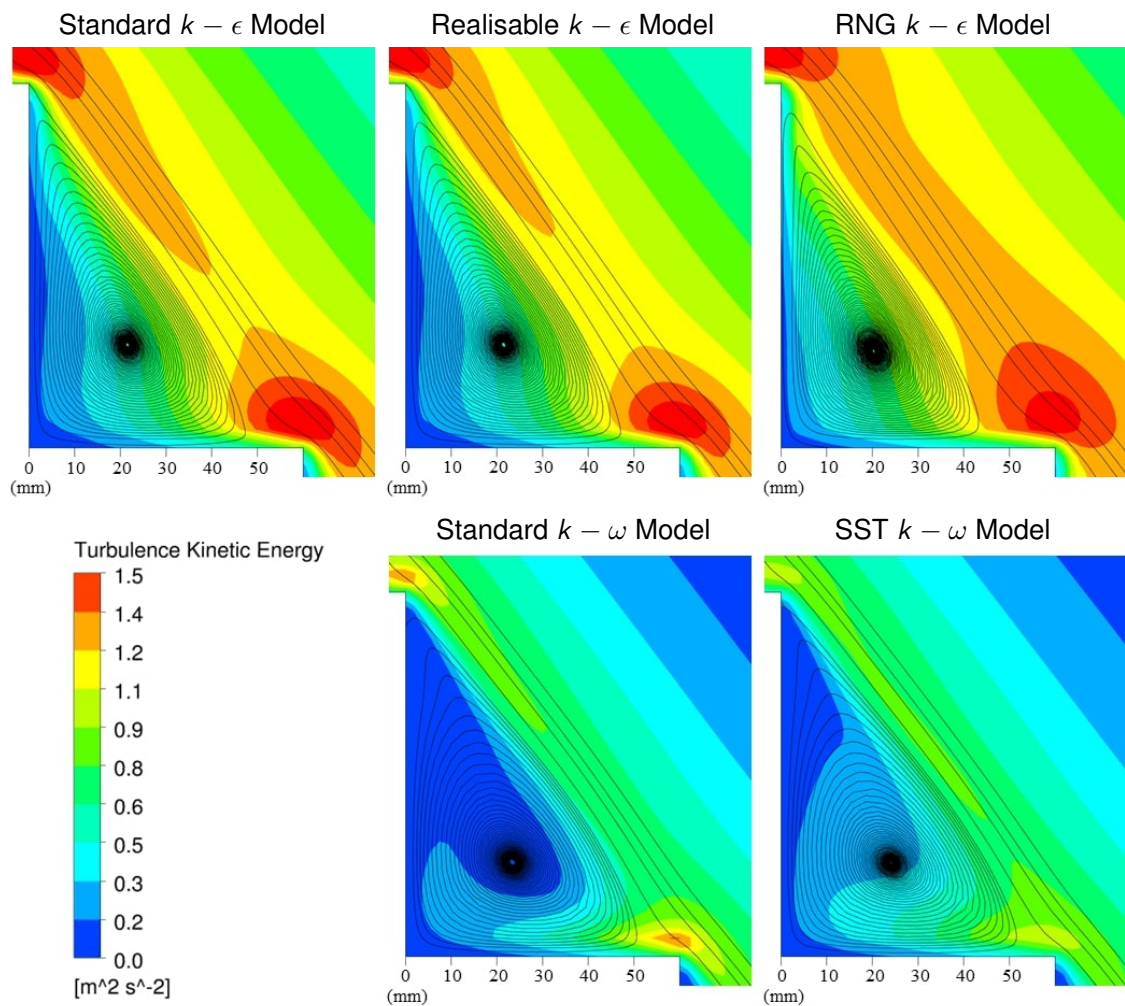 Standard k − ϵ Model
Realisable k − ϵ Model
RNG k − ϵ Model
0 10 20 30 40 50
(mm)
0 10 20 30 40 50
(mm)
0 10 20 30 40 50
(mm)
Standard k − ω Model
SST k − ω Model
Turbulence Kinetic Energy
1.5
1.4
1.2
1.1
0.9
0.8
0.6
0.5
0.3
0.2
0.0
[m^2 s^-2]
0 10 20 30 40 50
(mm)
0 10 20 30 40 50
(mm)